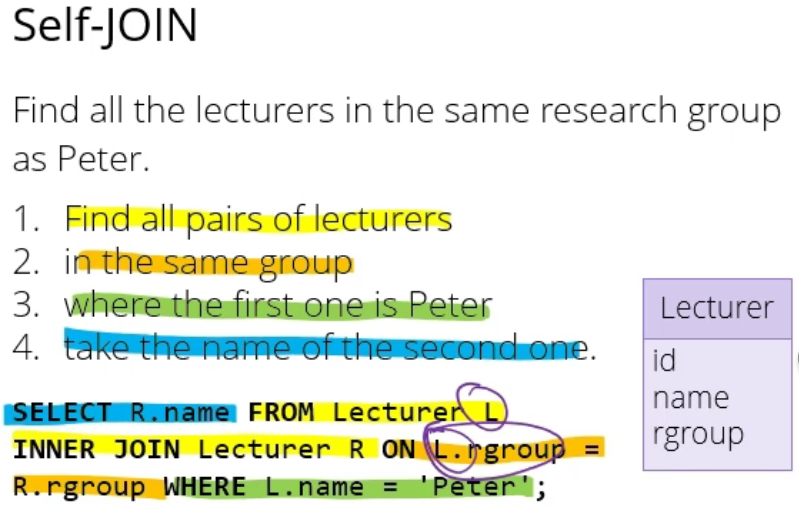 Self-JOIN
Find all the lecturers in the same research group
as Peter.
1. Find all pairs of lecturers
2. in the same group
3. where the first one is Peter
4. take the name of the second one.
SELECT R.name FROM Lecturer L
INNER JOIN Lecturer R ON L.rgroup =
R.rgroup WHERE L.name = 'Peter';
Lecturer
id
name
rgroup